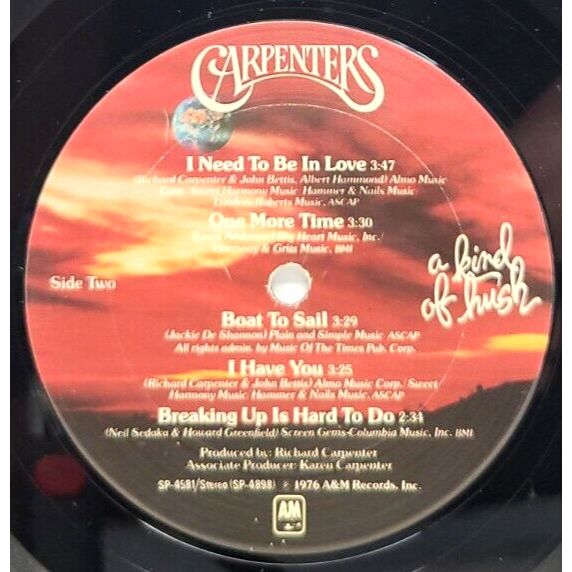 CARPENTERS
I Need To Be In Love 3:47
(Richard Carpenter & John Bettis, Albert Hammond) Almo Music
Corp. Sweet Harmony Music Hammer & Nails Music
Landers-Roberts Music, ASCAP
One More Time 3:30
Heart Music, Inc./
Harmony & Grits Music, BMI
Side Two
a kind
of hush
Boat To Sail 3:29
(Jackie De Shannon) Plain and Simple Music ASCAP
All rights admin. by Music Of The Times Pub. Corp.
I Have You 3:25
(Richard Carpenter & John Bettis) Almo Music Corp./Sweet
Harmony Music/Hammer & Nails Music, ASCAP
Breaking Up Is Hard To Do 2:34
(Neil Sedaka & Howard Greenfield) Screen Gems-Columbia Music, Inc. BMI
Produced by: Richard Carpenter
Associate Producer: Karen Carpenter
SP-4581/Stereo (SP-4898) ℗ 1976 A&M Records, Inc.
AM